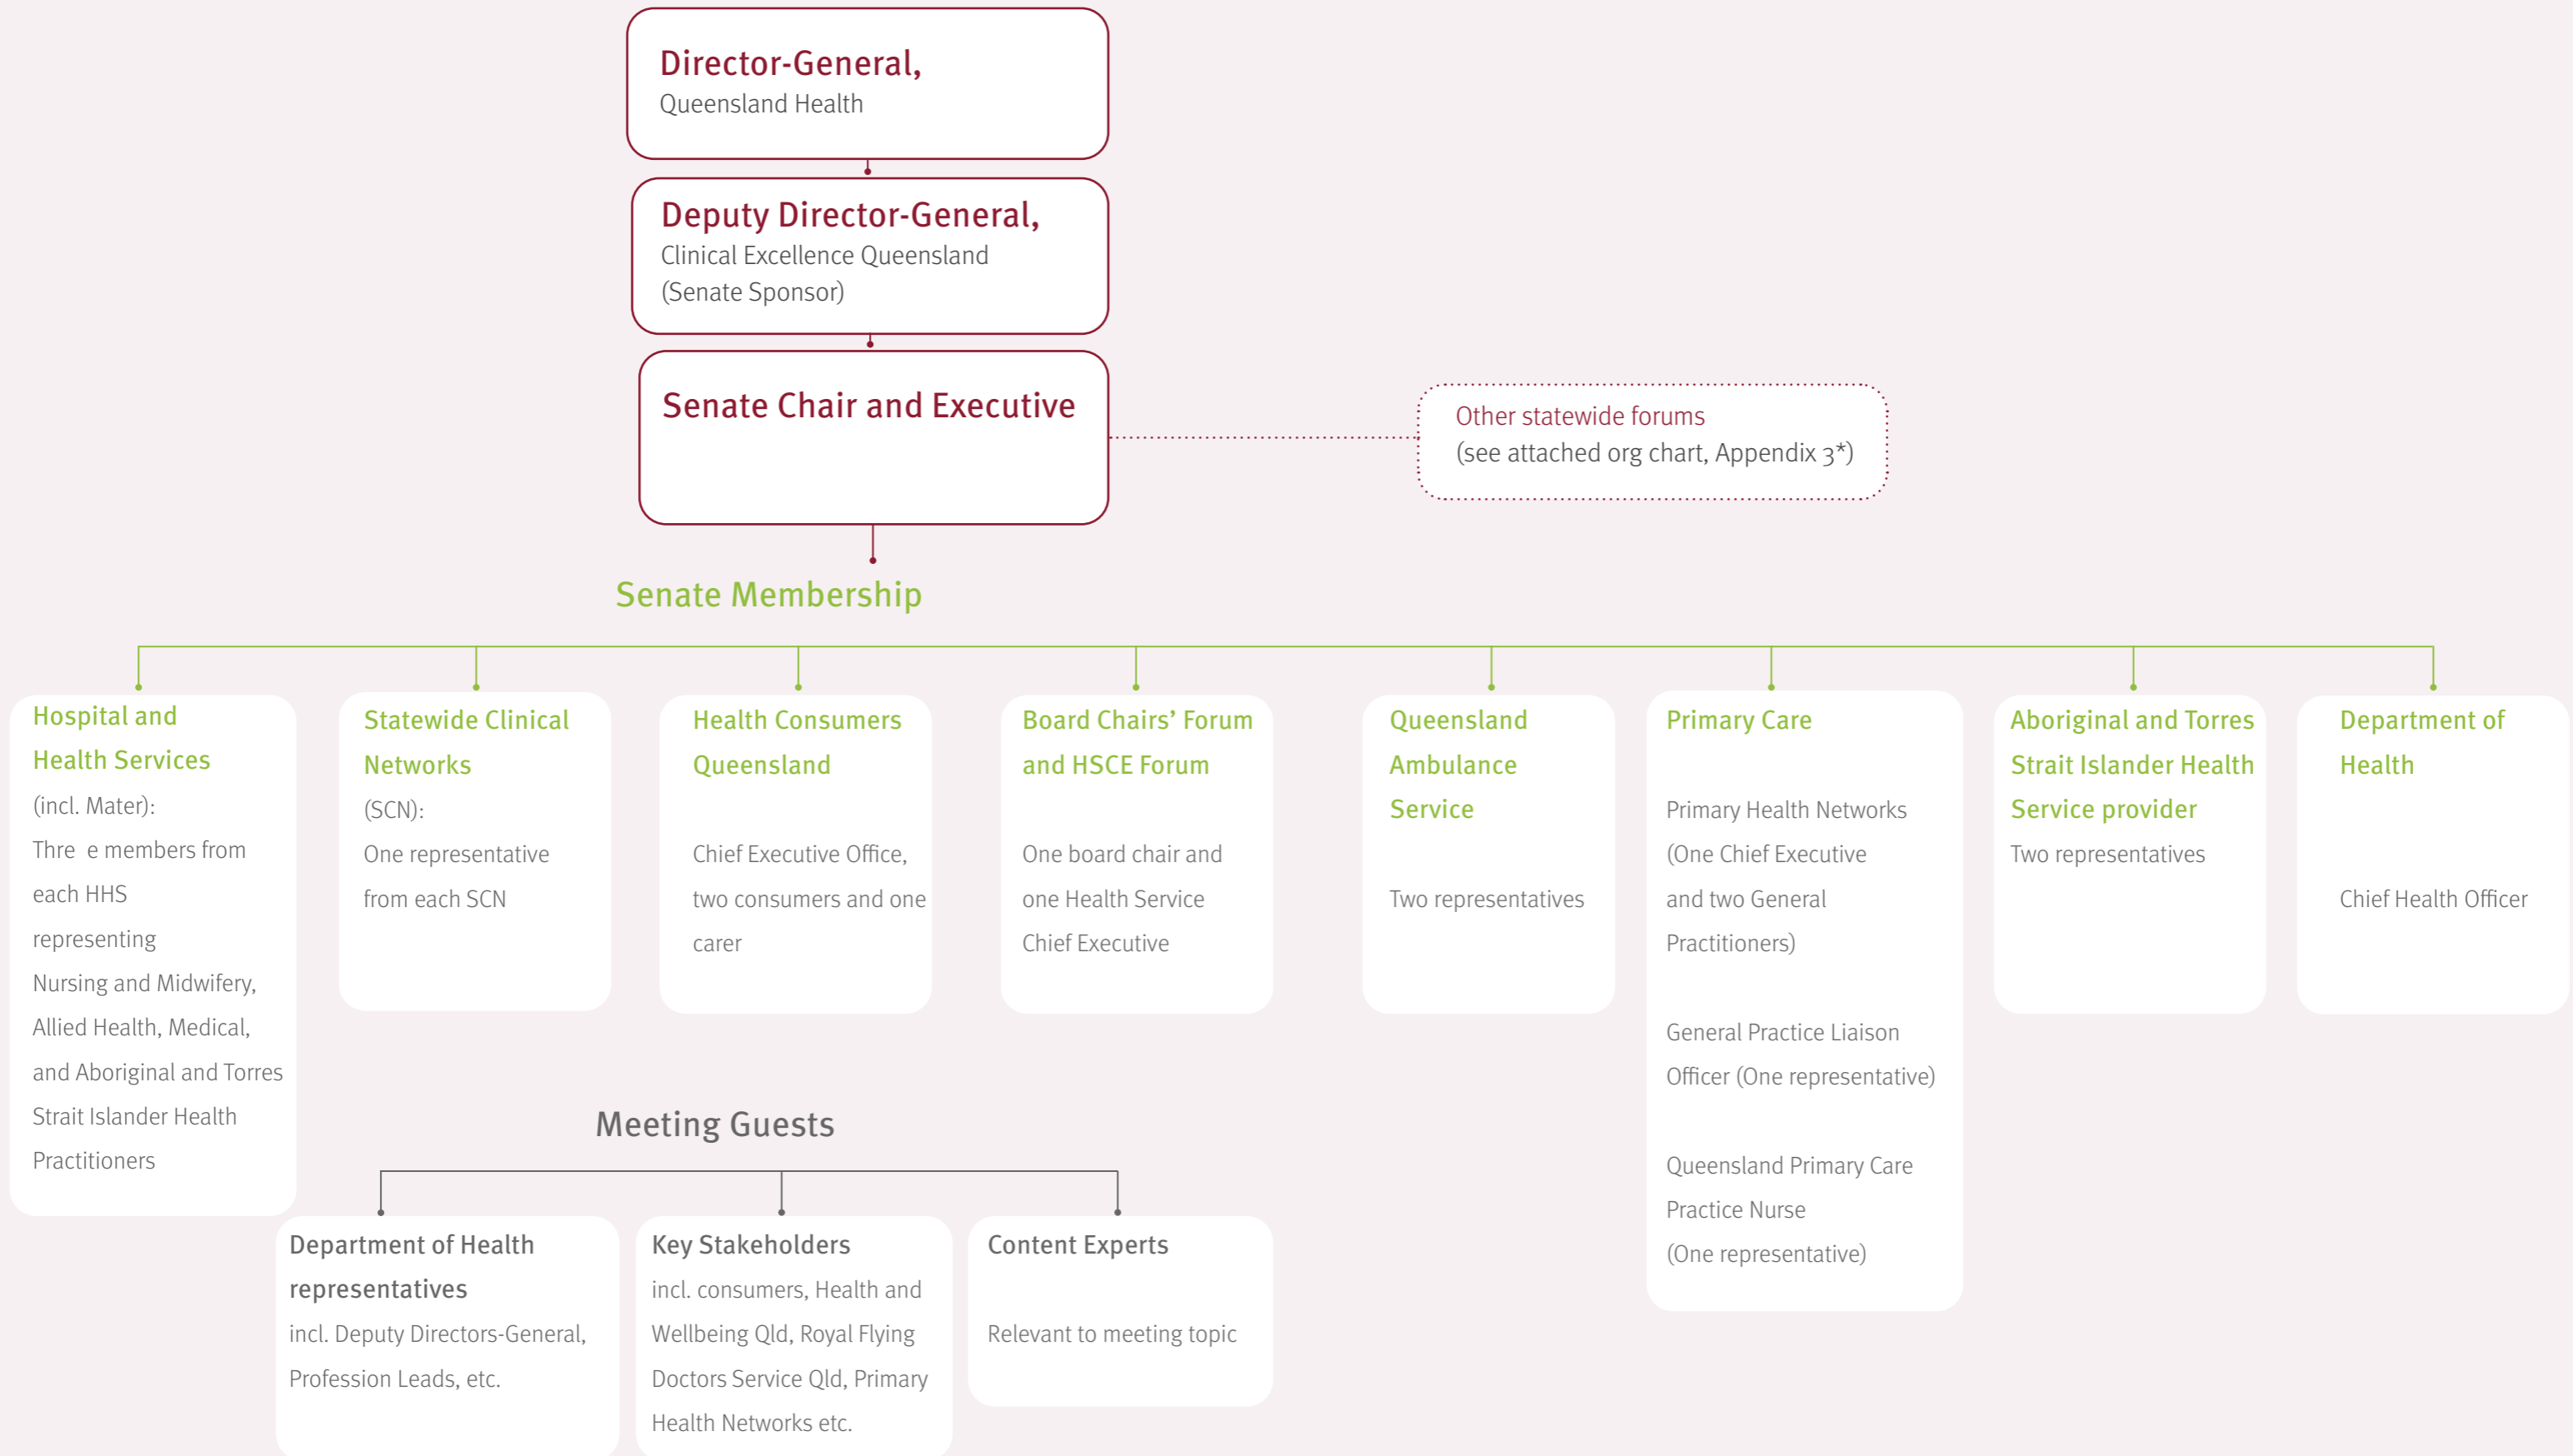 Director-General,
Queensland Health
Deputy Director-General,
Clinical Excellence Queensland
(Senate Sponsor)
Senate Chair and Executive
Other statewide forums
(see attached org chart, Appendix 3*)
Senate Membership
Hospital and
Health Services
(incl. Mater):
Thre e members from
each HHS
representing
Nursing and Midwifery,
Allied Health, Medical,
and Aboriginal and Torres
Strait Islander Health
Practitioners
Statewide Clinical
Networks
(SCN):
One representative
from each SCN
Health Consumers
Queensland
Chief Executive Office,
two consumers and one
carer
Board Chairs’ Forum
and HSCE Forum
One board chair and
one Health Service
Chief Executive
Queensland
Ambulance
Service
Two representatives
Primary Care
Primary Health Networks
(One Chief Executive
and two General
Practitioners)
General Practice Liaison
Officer (One representative)
Queensland Primary Care
Practice Nurse
(One representative)
Aboriginal and Torres
Strait Islander Health
Service provider
Two representatives
Department of
Health
Chief Health Officer
Meeting Guests
Department of Health
representatives
incl. Deputy Directors-General,
Profession Leads, etc.
Key Stakeholders
incl. consumers, Health and
Wellbeing Qld, Royal Flying
Doctors Service Qld, Primary
Health Networks etc.
Content Experts
Relevant to meeting topic